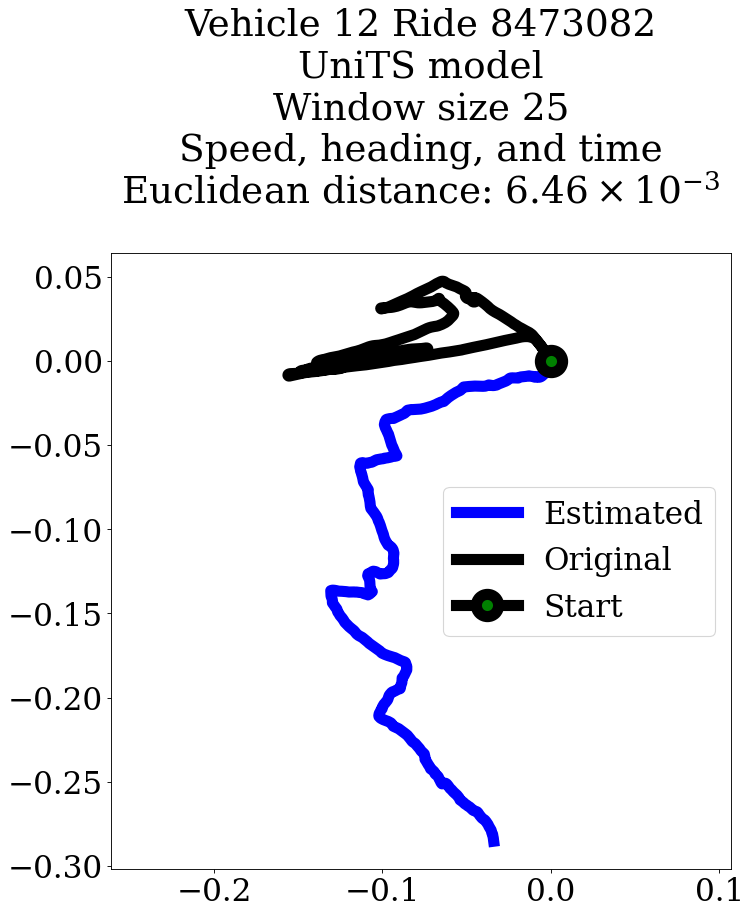 Vehicle 12 Ride 8473082
UniTS model
Window size 25
Speed, heading, and time
Euclidean distance: 6.46 × 10⁻³
0.05
0.00
−0.05
−0.10
−0.15
−0.20
−0.25
−0.30
Estimated
Original
Start
−0.2
−0.1
0.0
0.1